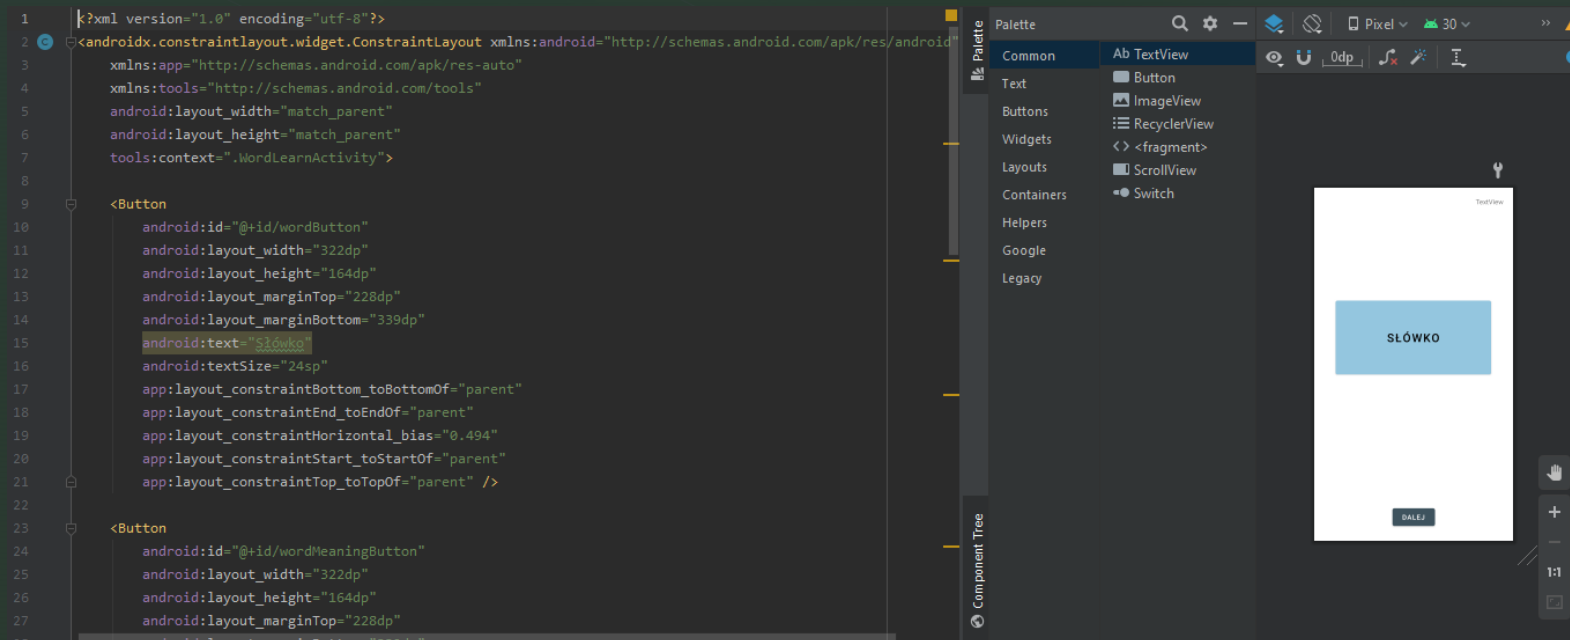 1 <?xml version="1.0" encoding="utf-8"?>
2 <androidx.constraintlayout.widget.ConstraintLayout xmlns:android="http://schemas.android.com/apk/res/android"
3 xmlns:app="http://schemas.android.com/apk/res-auto"
4 xmlns:tools="http://schemas.android.com/tools"
5 android:layout_width="match_parent"
6 android:layout_height="match_parent"
7 tools:context=".WordLearnActivity">
8
9 <Button
10 android:id="@+id/wordButton"
11 android:layout_width="322dp"
12 android:layout_height="164dp"
13 android:layout_marginTop="228dp"
14 android:layout_marginBottom="339dp"
15 android:text="Słówko"
16 android:textSize="24sp"
17 app:layout_constraintBottom_toBottomOf="parent"
18 app:layout_constraintEnd_toEndOf="parent"
19 app:layout_constraintHorizontal_bias="0.494"
20 app:layout_constraintStart_toStartOf="parent"
21 app:layout_constraintTop_toTopOf="parent" />
22
23 <Button
24 android:id="@+id/wordMeaningButton"
25 android:layout_width="322dp"
26 android:layout_height="164dp"
27 android:layout_marginTop="228dp"
Palette
Component Tree
Palette
Common
Text
Buttons
Widgets
Layouts
Containers
Helpers
Google
Legacy
Ab TextView
Button
ImageView
RecyclerView
<fragment>
ScrollView
Switch
Pixel
30
0dp
TextView
SŁÓWKO
DALEJ
1:1